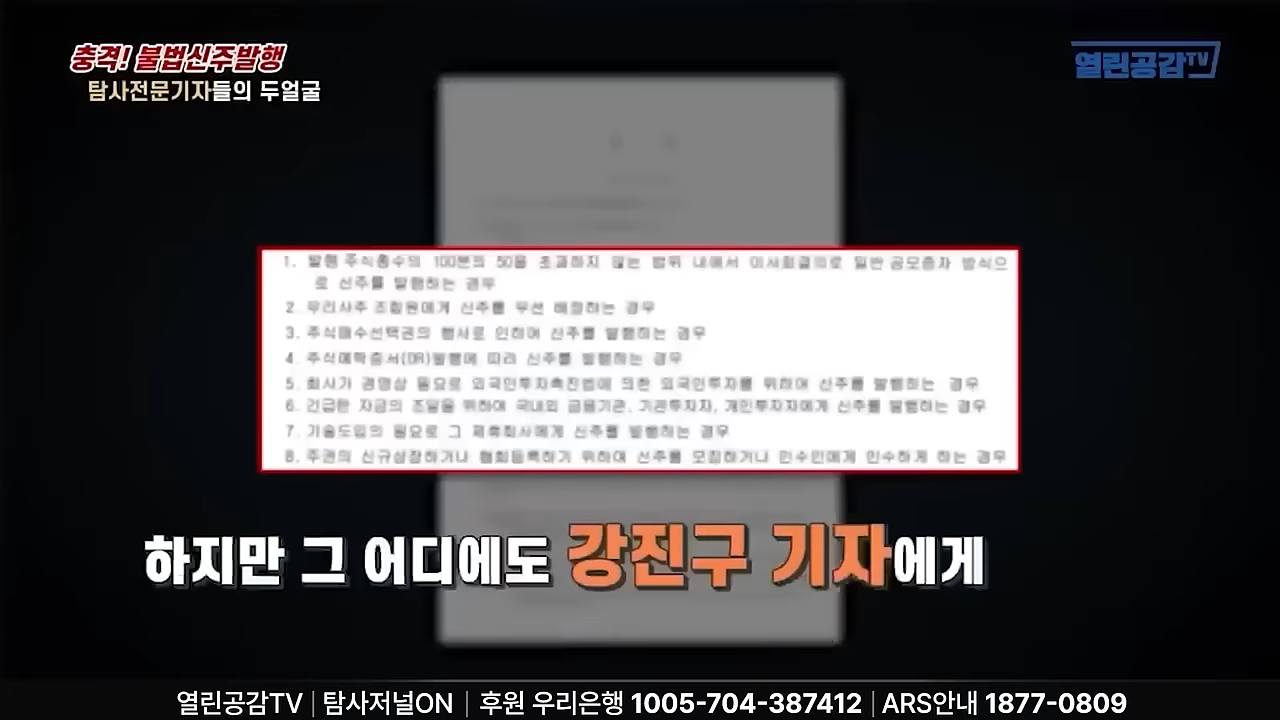 충격! 불법신주발행
탐사전문기자들의 두얼굴
열린공감TV
1. 발행 주식총수의 100분의 50을 초과하지 않는 범위 내에서 이사회결의로 일반 공모증자 방식으
로 신주를 발행하는 경우
2. 우리사주 조합원에게 신주를 우선 배정하는 경우
3. 주식매수선택권의 행사로 인하여 신주를 발행하는 경우
4. 주식예탁증서(DR)발행에 따라 신주를 발행하는 경우
5. 회사가 경영상 필요로 외국인투자촉진법에 의한 외국인투자를 위하여 신주를 발행하는 경우
6. 긴급한 자금의 조달을 위하여 국내외 금융기관, 기관투자자, 개인투자자에게 신주를 발행하는 경우
7. 기술도입의 필요로 그 제휴회사에게 신주를 발행하는 경우
8. 주권의 신규상장하거나 협회등록하기 위하여 신주를 모집하거나 인수인에게 인수하게 하는 경우
하지만 그 어디에도 강진구 기자에게
열린공감TV | 탐사저널ON | 후원 우리은행 1005-704-387412 | ARS안내 1877-0809